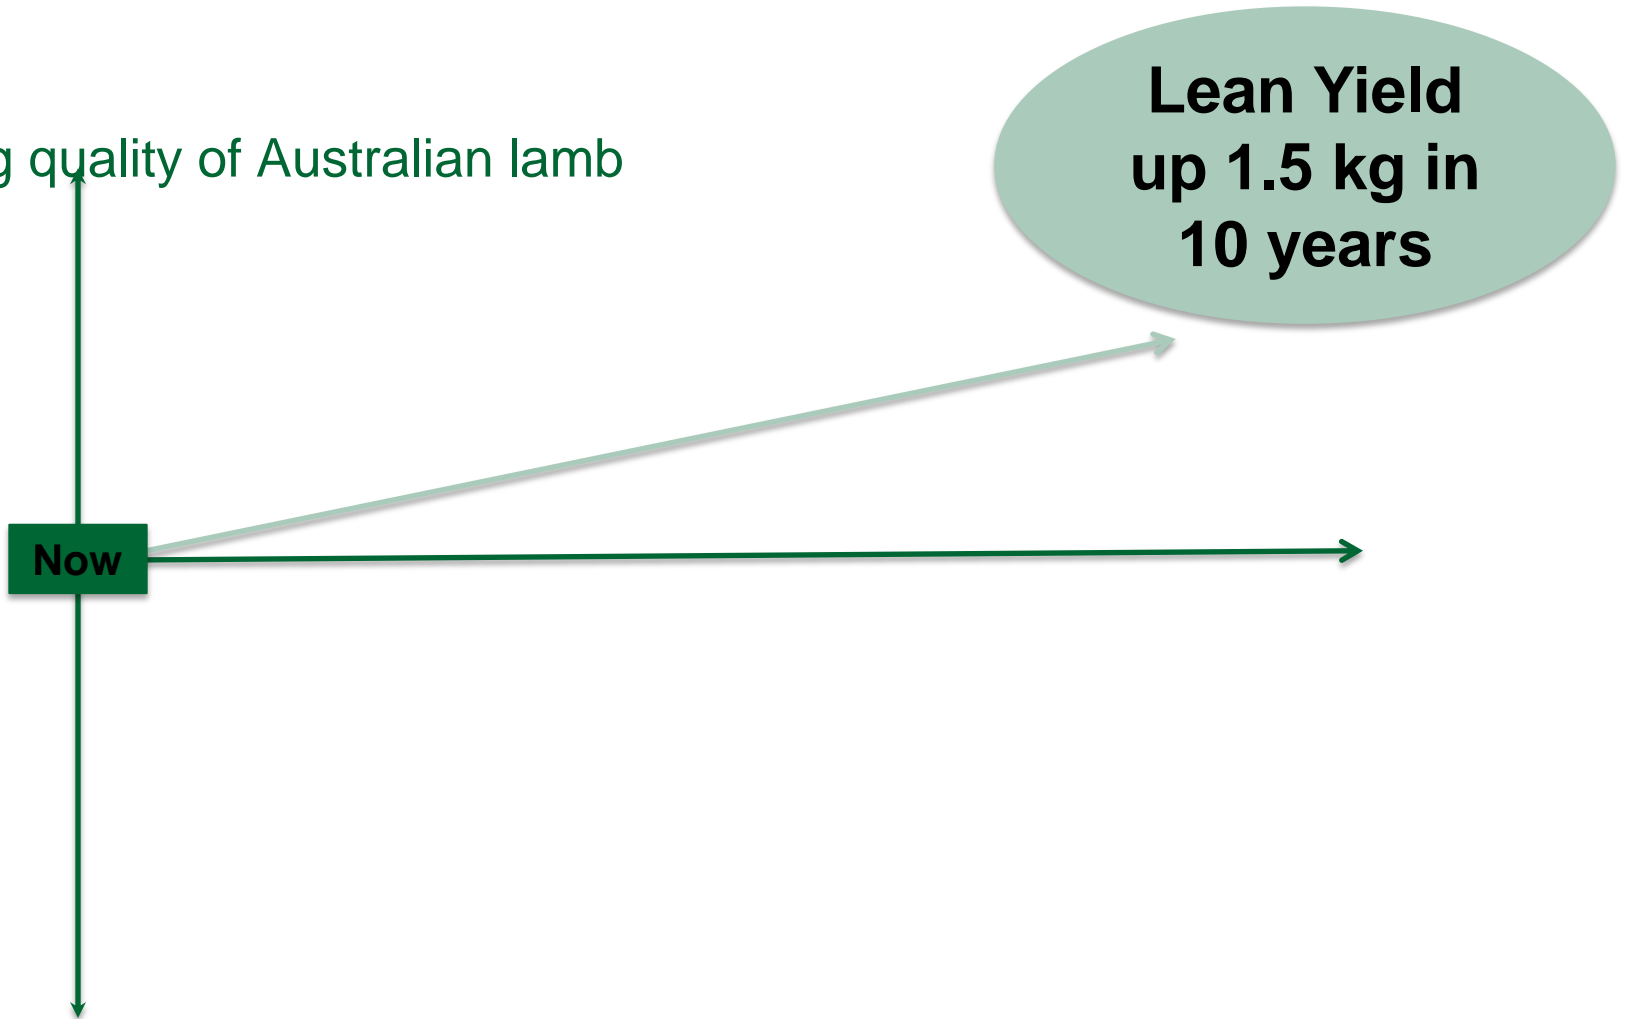 g quality of Australian lamb
Lean Yield
up 1.5 kg in
10 years
Now